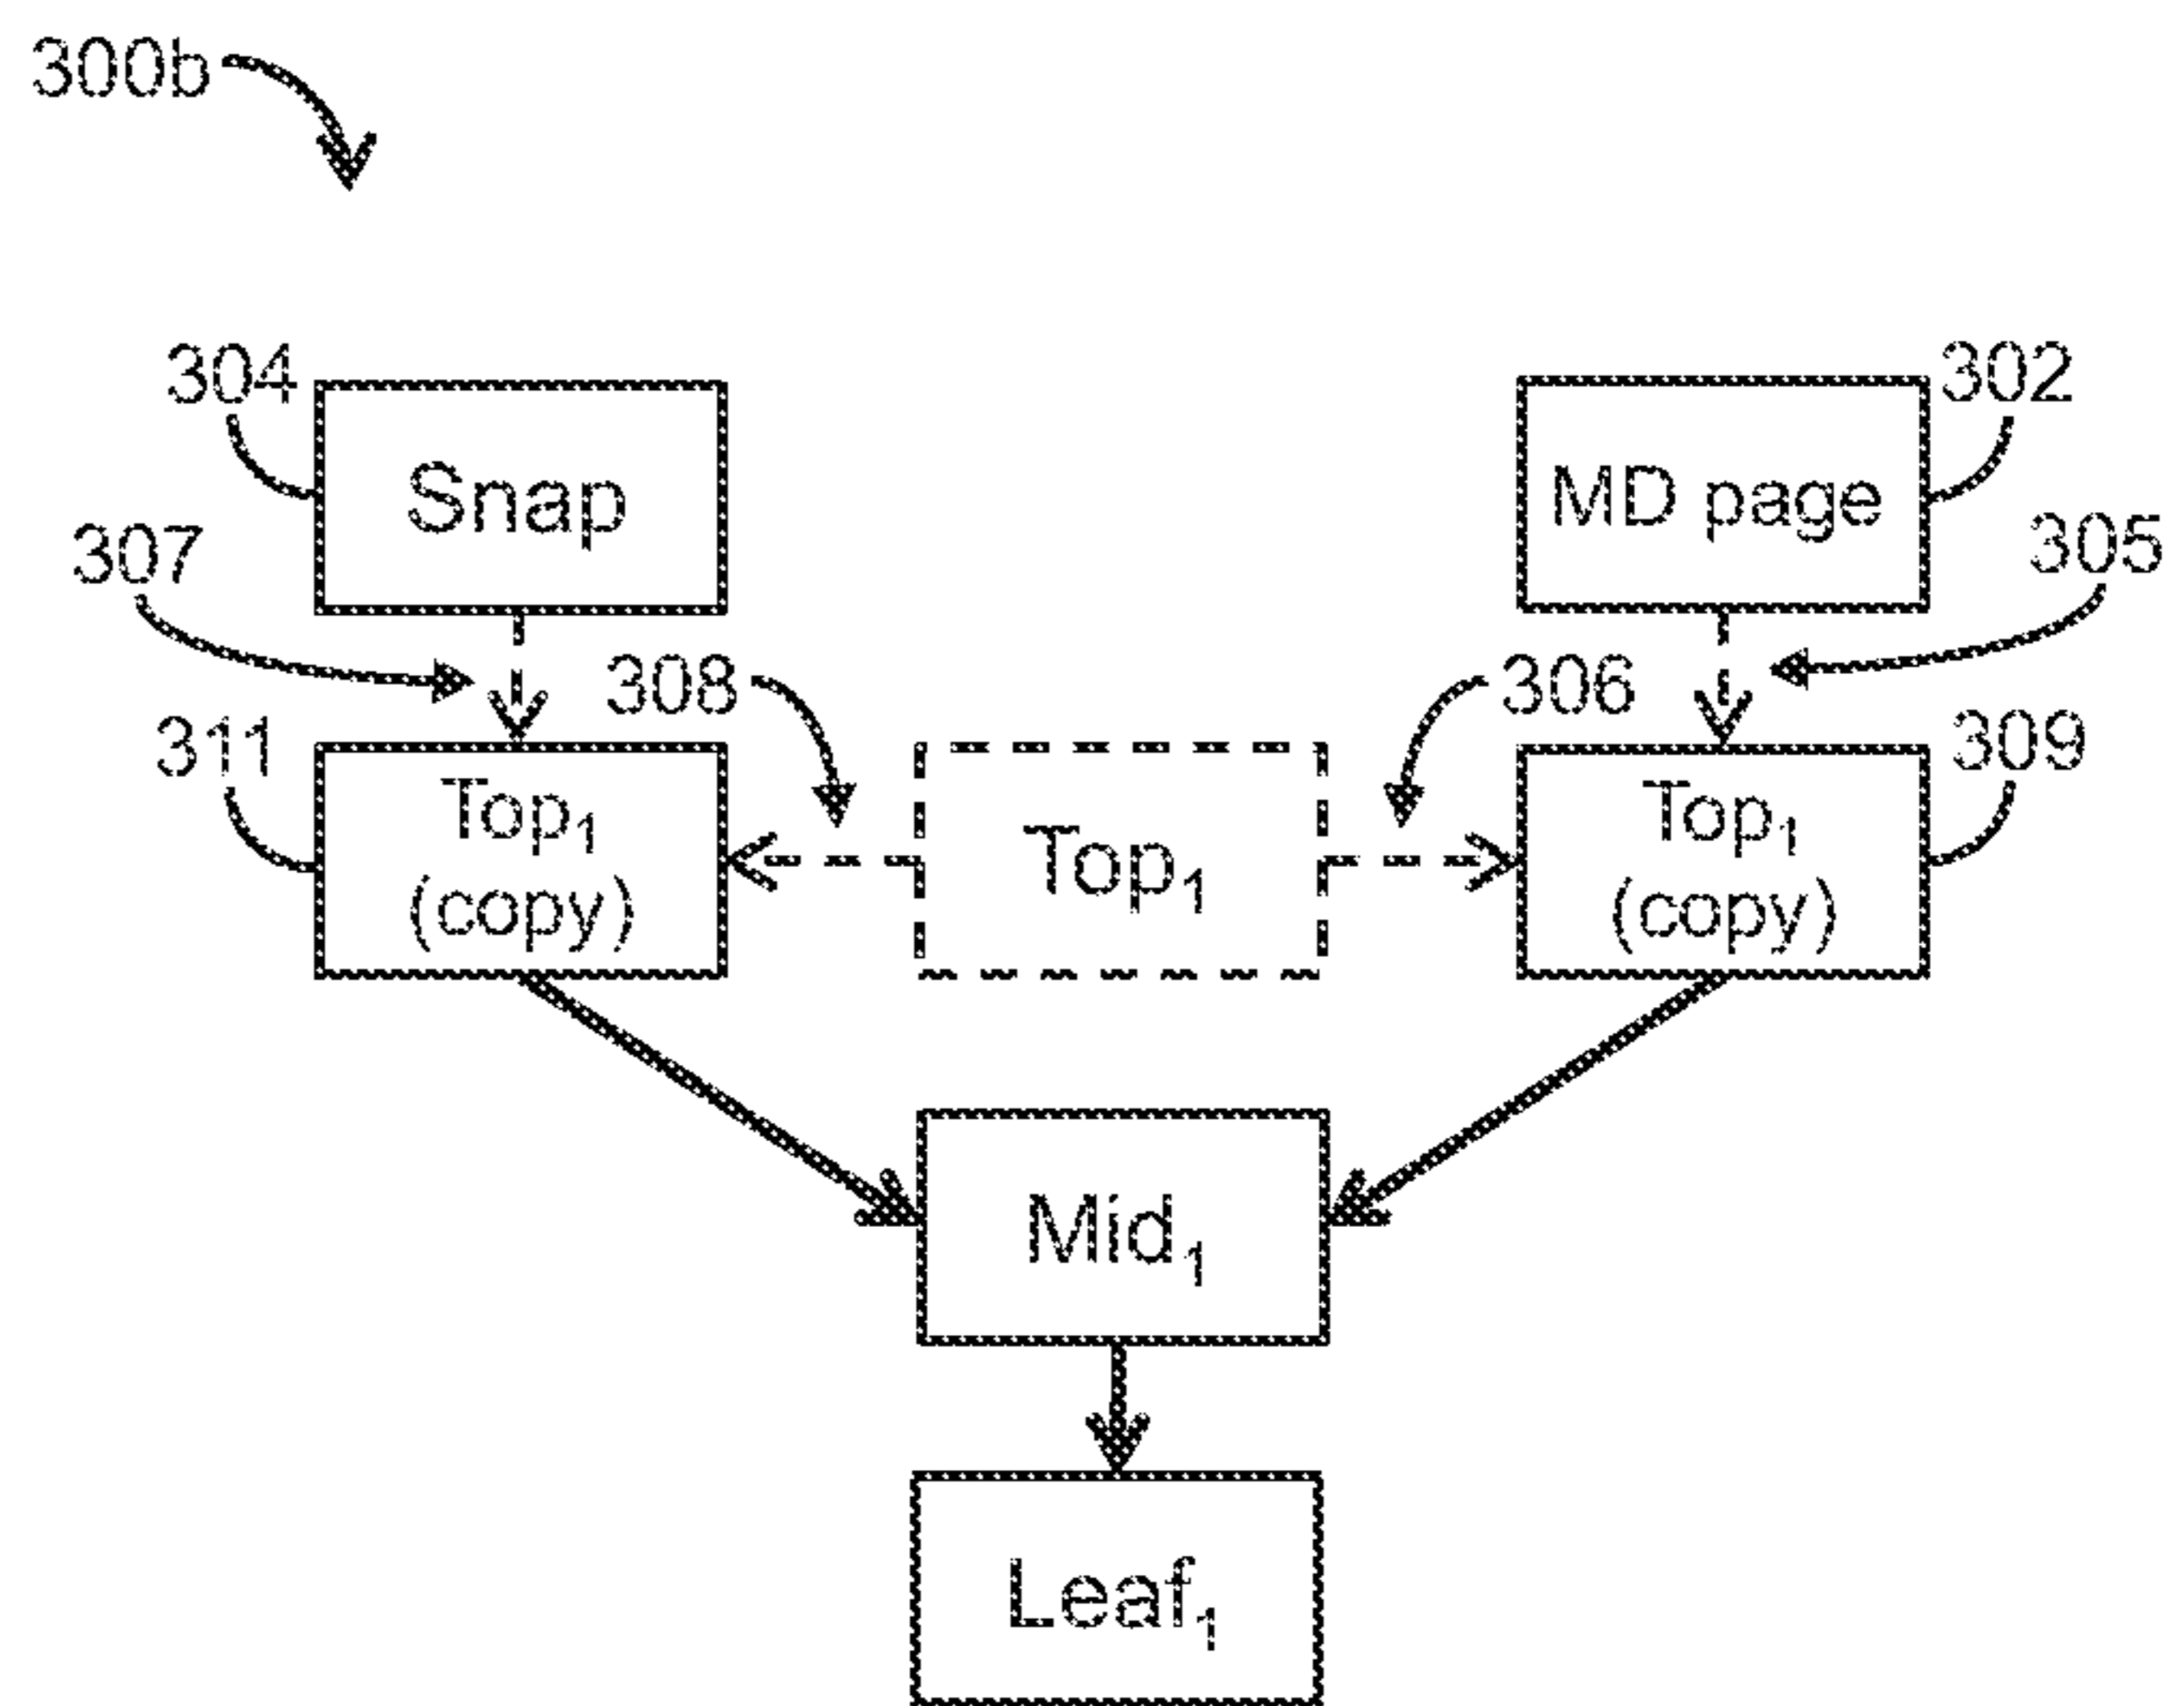 300b
304
302
Snap
MD page
307
305
308
306
311
309
Top₁
(copy)
Top₁
Top₁
(copy)
Mid₁
Leaf₁